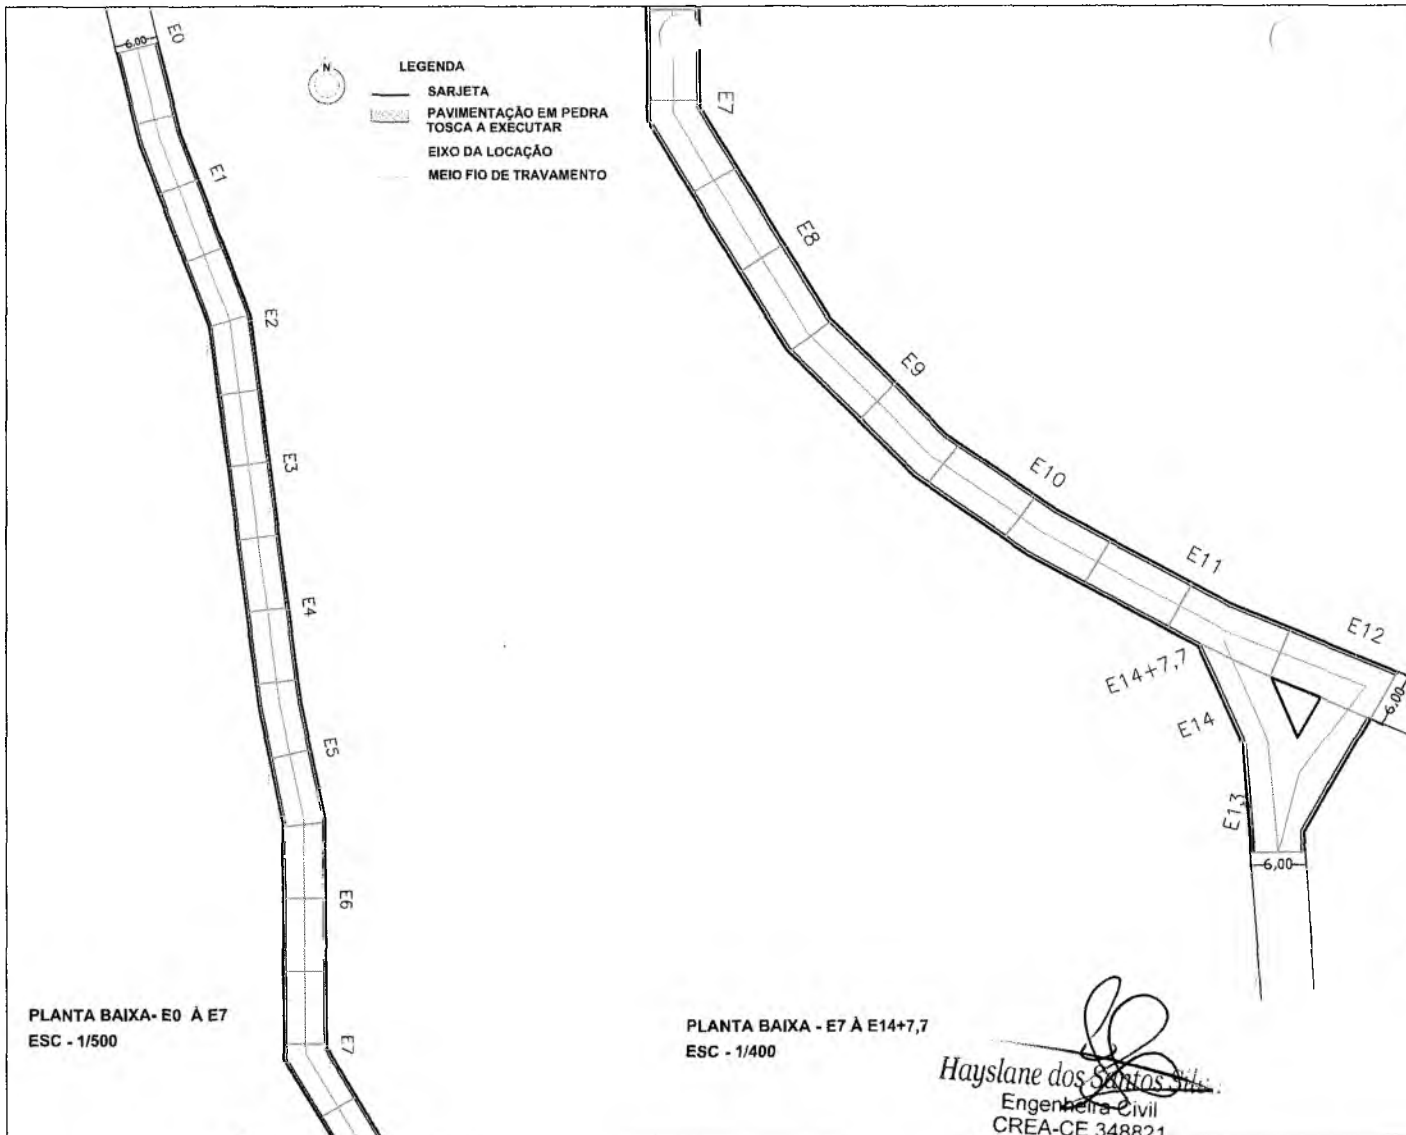 6.00
E0
E1
E2
E3
E4
E5
E6
E7
N
LEGENDA
SARJETA
PAVIMENTAÇÃO EM PEDRA
TOSCA A EXECUTAR
EIXO DA LOCAÇÃO
MEIO FIO DE TRAVAMENTO
E7
E8
E9
E10
E11
E12
6,00
E14+7,7
E14
E13
6,00
PLANTA BAIXA- E0 À E7
ESC - 1/500
PLANTA BAIXA - E7 À E14+7,7
ESC - 1/400
Hayslane dos Santos
Engenheira Civil
CREA-CE 348821